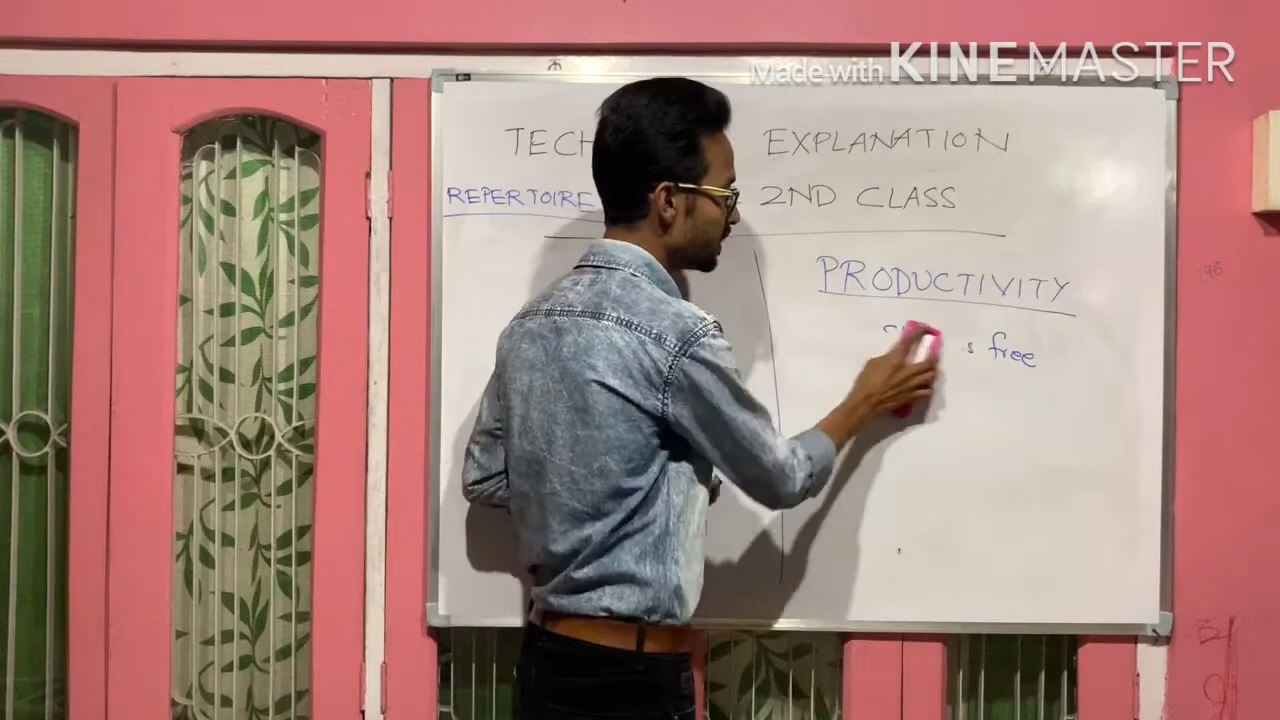 Made with KINEMASTER
TECH EXPLANATION
REPERTOIRE 2ND CLASS
PRODUCTIVITY
s free